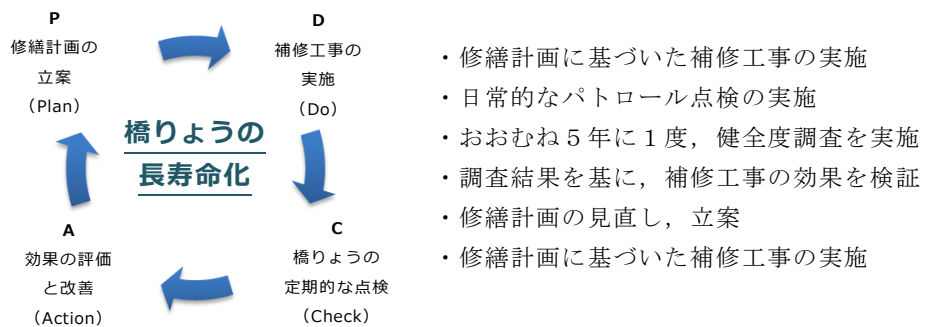 P
修繕計画の
立案
（Plan）
D
補修工事の
実施
（Do）
橋りょうの
長寿命化
A
効果の評価
と改善
（Action）
C
橋りょうの
定期的な点検
（Check）
・修繕計画に基づいた補修工事の実施
・日常的なパトロール点検の実施
・おおむね５年に１度，健全度調査を実施
・調査結果を基に，補修工事の効果を検証
・修繕計画の見直し，立案
・修繕計画に基づいた補修工事の実施